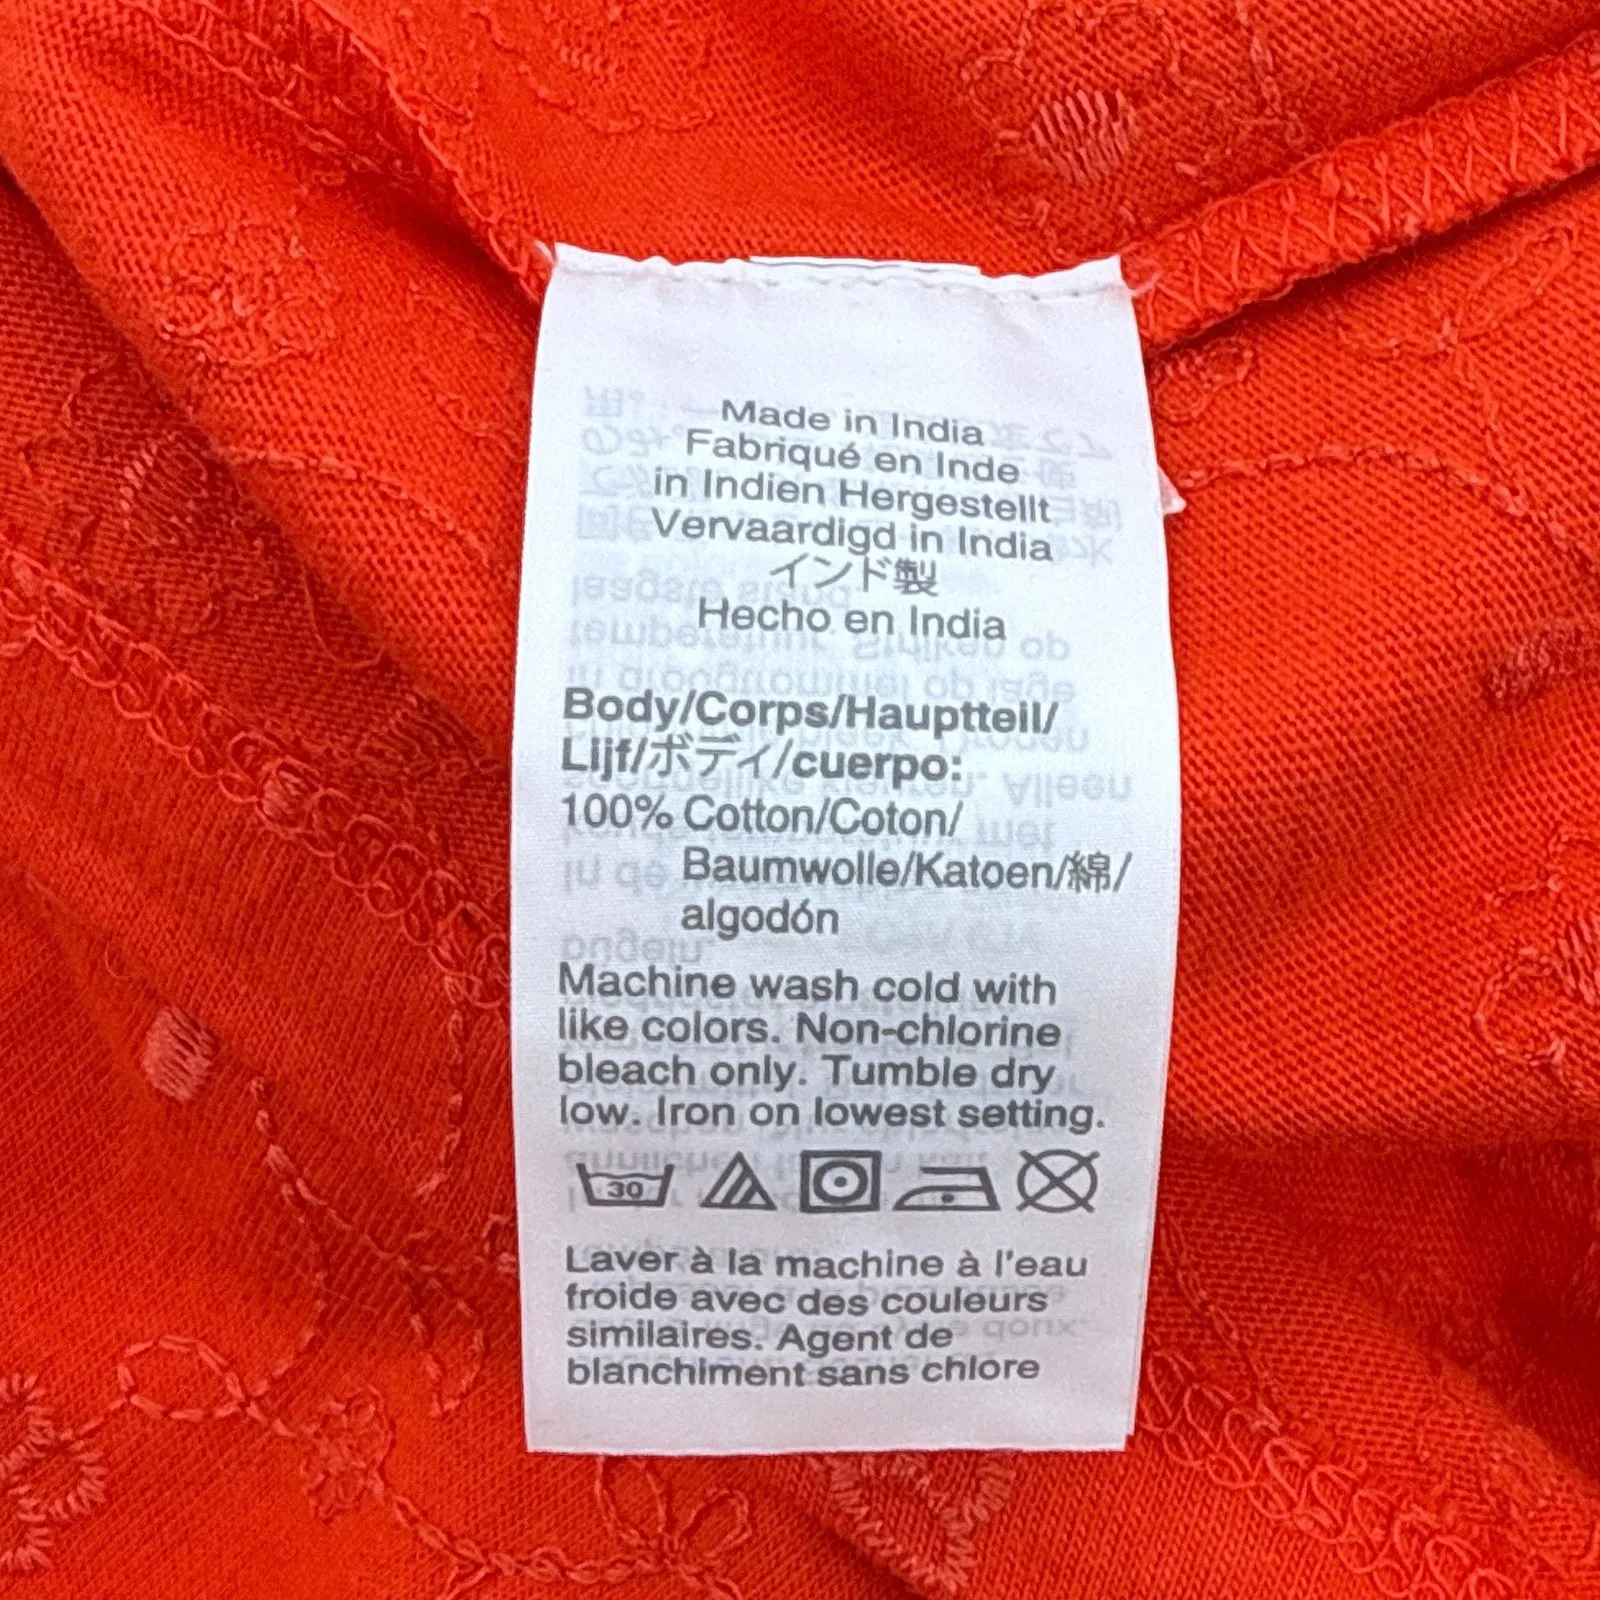 Made in India
Fabriqué en Inde
in Indien Hergestellt
Vervaardigd in India
インド製
Hecho en India
Body/Corps/Hauptteil/
Lijf/ボディ/cuerpo:
100% Cotton/Coton/
Baumwolle/Katoen/綿/
algodón
Machine wash cold with
like colors. Non-chlorine
bleach only. Tumble dry
low. Iron on lowest setting.
30
Laver à la machine à l'eau
froide avec des couleurs
similaires. Agent de
blanchiment sans chlore